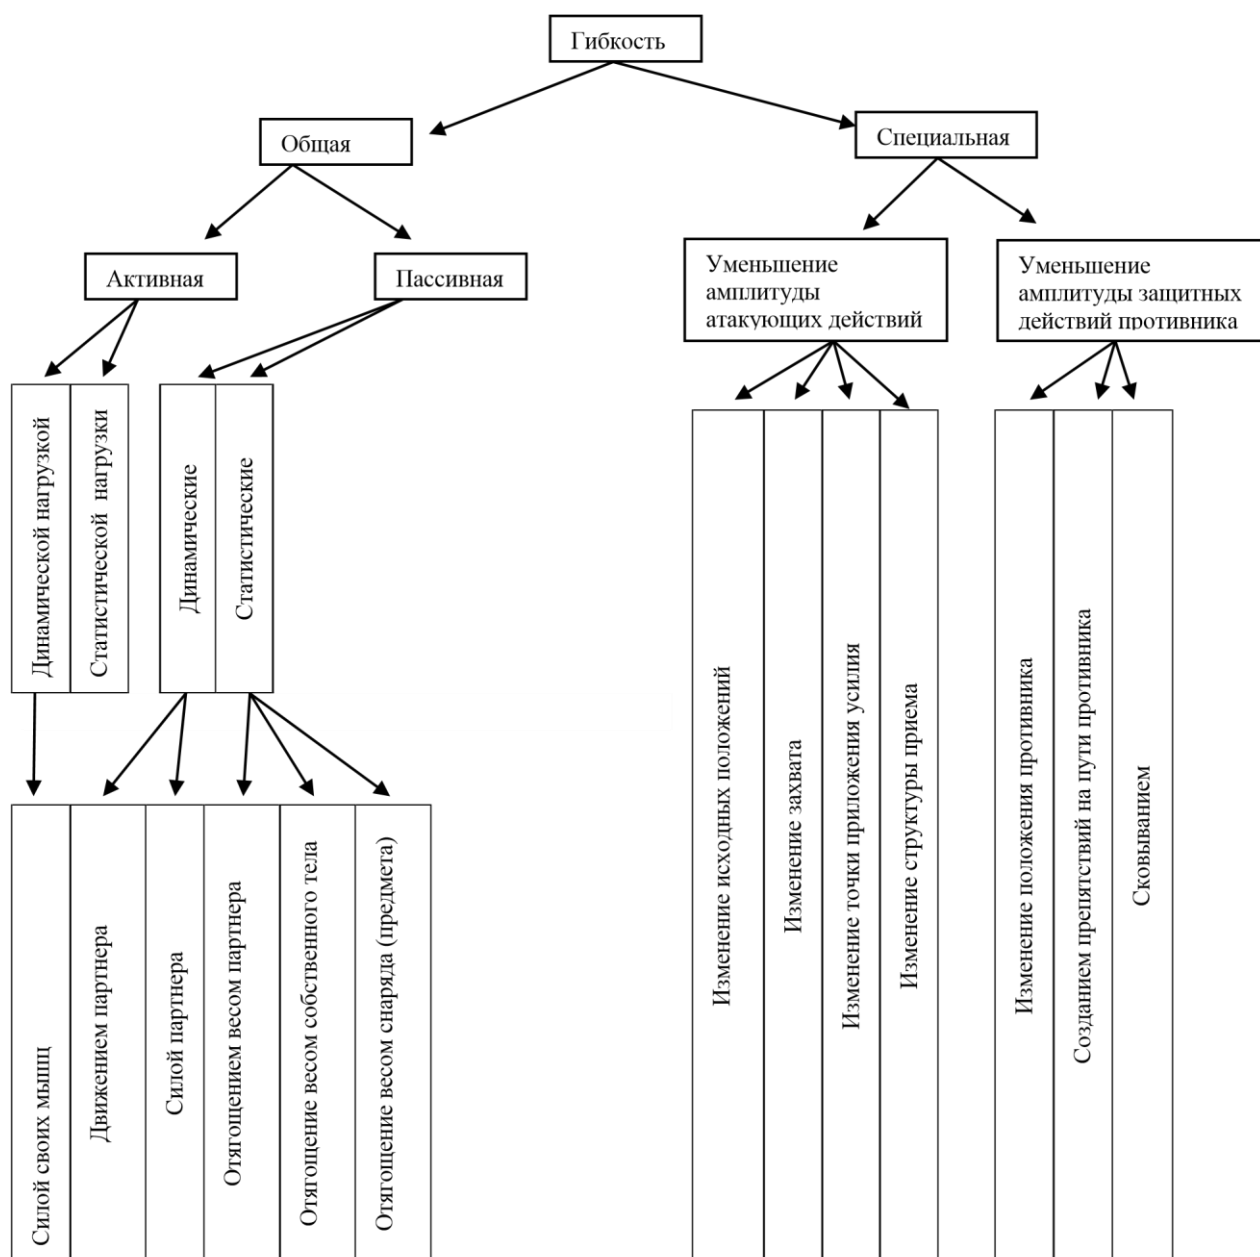 Гибкость
Общая
Специальная
Активная
Пассивная
Уменьшение
амплитуды
атакующих действий
Уменьшение
амплитуды защитных
действий противника
Динамической нагрузкой
Статистической нагрузки
Динамические
Статистические
Изменение исходных положений
Изменение захвата
Изменение точки приложения усилия
Изменение структуры приема
Изменение положения противника
Созданием препятствий на пути противника
Сковыванием
Силой своих мышц
Движением партнера
Силой партнера
Отягощением весом партнера
Отягощение весом собственного тела
Отягощение весом снаряда (предмета)